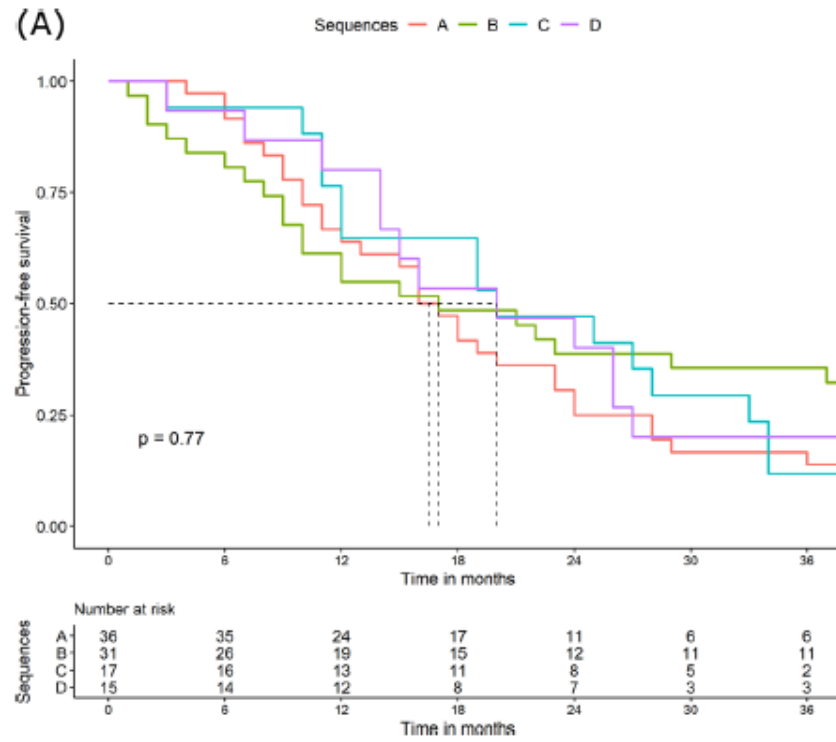 (A)
Sequences A B C D
1.00
0.75
0.50
0.25
0.00
Progression-free survival
p = 0.77
0 6 12 18 24 30 36
Time in months
Number at risk
Sequences
A 36 35 24 17 11 6 6
B 31 26 19 15 12 11 11
C 17 16 13 11 8 5 2
D 15 14 12 8 7 3 3
0 6 12 18 24 30 36
Time in months